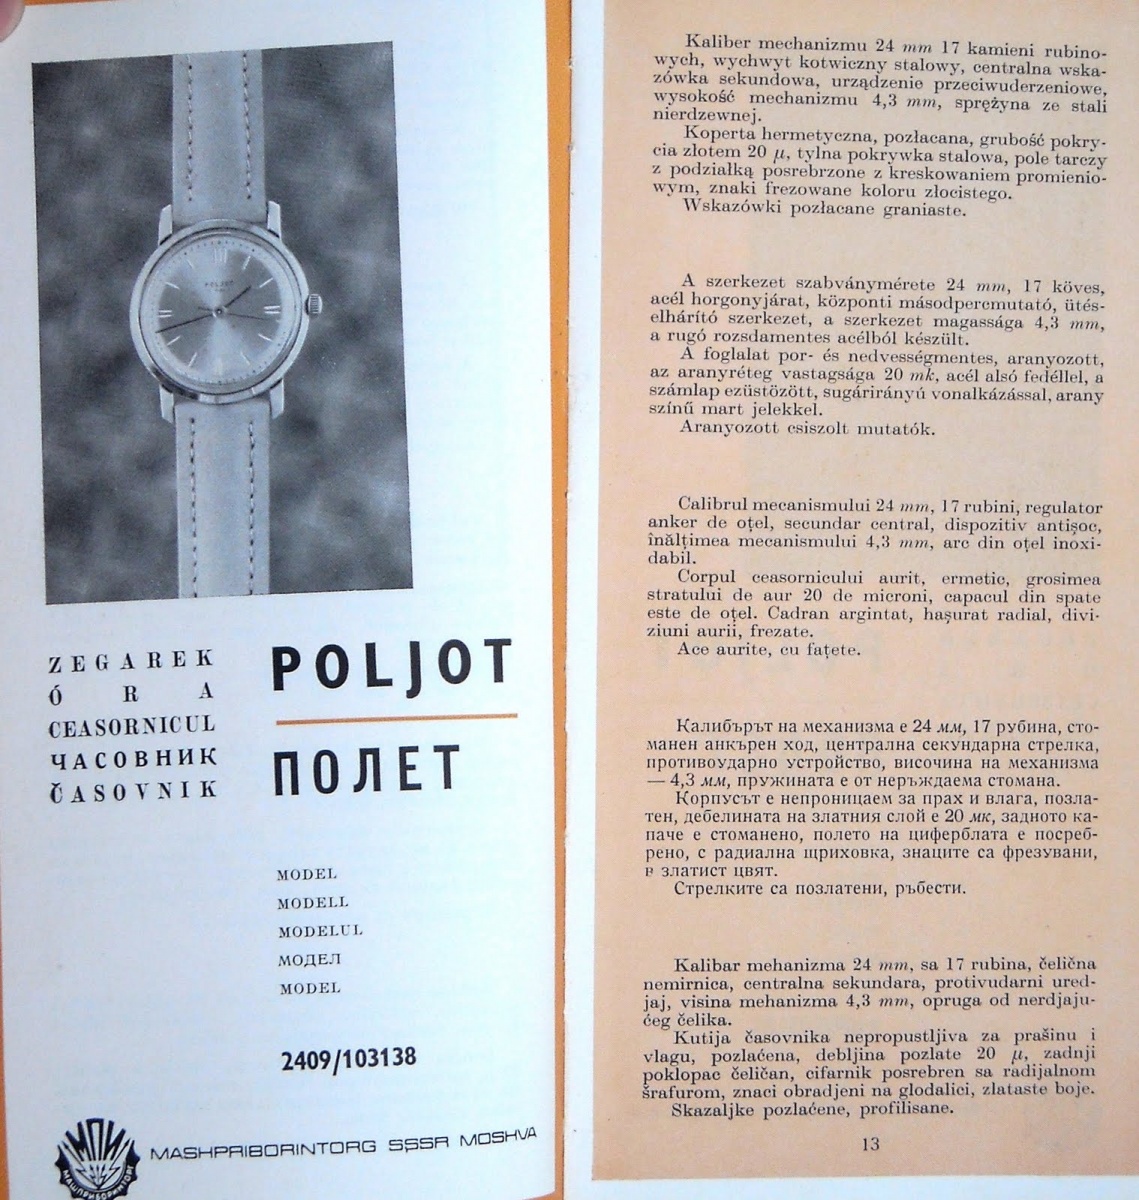 POLJOT
ZEGAREK
ÓRA
CEASORNICUL
ЧАСОВНИК
ČASOVNIK
POLJOT
ПОЛЕТ
MODEL
MODELL
MODELUL
МОДЕЛ
MODEL
2409/103138
МПИ
МАШПРИБОРИНТОРГ
MASHPRIBORINTORG SSSR MOSHVA
Kaliber mechanizmu 24 mm 17 kamieni rubino-
wych, wychwyt kotwiczny stalowy, centralna wska-
zówka sekundowa, urządzenie przeciwuderzeniowe,
wysokość mechanizmu 4,3 mm, sprężyna ze stali
nierdzewnej.
Koperta hermetyczna, pozłacana, grubość pokry-
cia złotem 20 μ, tylna pokrywka stalowa, pole tarczy
z podziałką posrebrzone z kreskowaniem promienio-
wym, znaki frezowane koloru złocistego.
Wskazówki pozłacane graniaste.
A szerkezet szabványmérete 24 mm, 17 köves,
acél horgonyjárat, központi másodpercmutató, ütés-
elhárító szerkezet, a szerkezet magassága 4,3 mm,
a rugó rozsdamentes acélból készült.
A foglalat por- és nedvességmentes, aranyozott,
az aranyréteg vastagsága 20 mk, acél alsó fedéllel, a
számlap ezüstözött, sugárirányú vonalkázással, arany
színű mart jelekkel.
Aranyozott csiszolt mutatók.
Calibrul mecanismului 24 mm, 17 rubini, regulator
anker de oțel, secundar central, dispozitiv antișoc,
înălțimea mecanismului 4,3 mm, arc din oțel inoxi-
dabil.
Corpul ceasornicului aurit, ermetic, grosimea
stratului de aur 20 de microni, capacul din spate
este de oțel. Cadran argintat, hașurat radial, divi-
ziuni aurii, frezate.
Ace aurite, cu fațete.
Калибърът на механизма е 24 мм, 17 рубина, сто-
манен анкърен ход, централна секундарна стрелка,
противоударно устройство, височина на механизма
— 4,3 мм, пружината е от неръждаема стомана.
Корпусът е непроницаем за прах и влага, позла-
тен, дебелината на златния слой е 20 мк, задното ка-
паче е стоманено, полето на циферблата е посреб-
рено, с радиална щриховка, знаците са фрезувани,
в златист цвят.
Стрелките са позлатени, ръбести.
Kalibar mehanizma 24 mm, sa 17 rubina, čelična
nemirnica, centralna sekundara, protivudarni ured-
jaj, visina mehanizma 4,3 mm, opruga od nerdjaju-
ćeg čelika.
Kutija časovnika nepropustljiva za prašinu i
vlagu, pozlaćena, debljina pozlate 20 μ, zadnji
poklopac čeličan, cifarnik posrebren sa radijalnom
šrafurom, znaci obradjeni na glodalici, zlataste boje.
Skazaljke pozlaćene, profilisane.
13